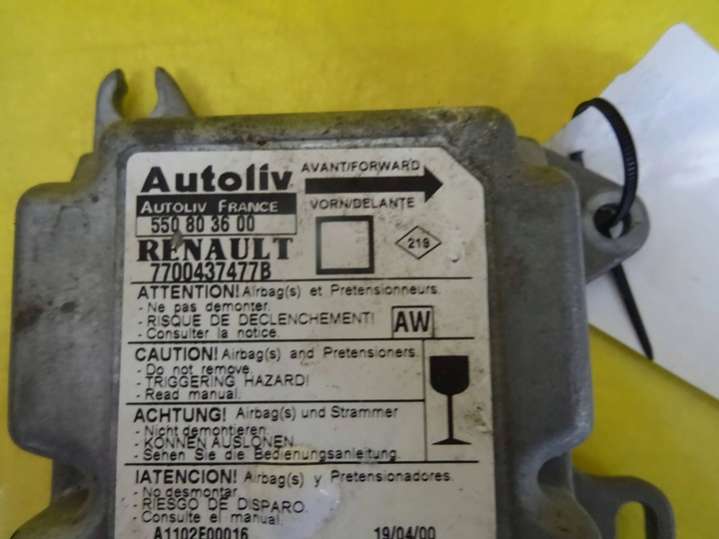 Autoliv
AVANT/FORWARD
AUTOLIV FRANCE
VORN/DELANTE
550 80 36 00
RENAULT
219
7700437477B
ATTENTION! Airbag(s) et Pretensionneurs.
- Ne pas demonter.
- RISQUE DE DECLENCHEMENT!
- Consulter la notice.
AW
CAUTION! Airbag(s) and Pretensioners.
- Do not remove.
- TRIGGERING HAZARD!
- Read manual.
ACHTUNG! Airbag(s) und Strammer
- Nicht demontieren.
- KONNEN AUSLONEN
- Sehen Sie die Bedienungsanleitung.
!ATENCION! Airbag(s) y Pretensionadores.
- No desmontar.
- RIESGO DE DISPARO.
- Consulte el manual.
A1102E00016 19/04/00